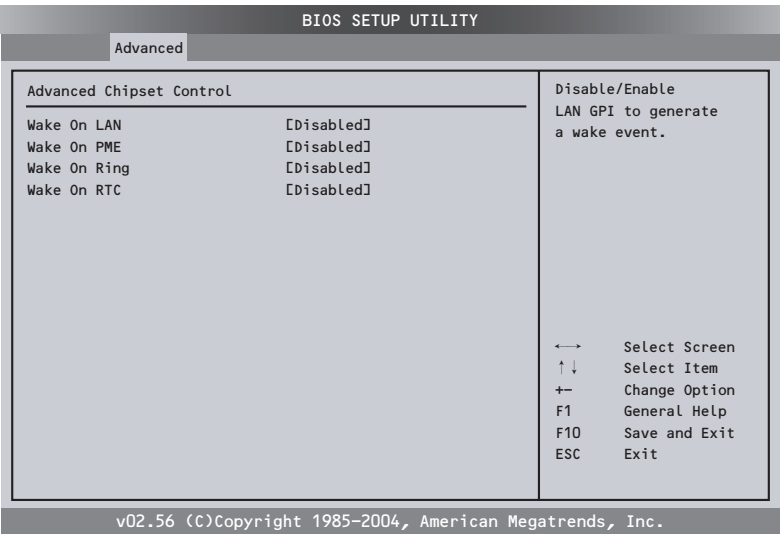 BIOS SETUP UTILITY
Advanced
Advanced Chipset Control
Wake On LAN [Disabled]
Wake On PME [Disabled]
Wake On Ring [Disabled]
Wake On RTC [Disabled]
Disable/Enable
LAN GPI to generate
a wake event.
←→ Select Screen
↑↓ Select Item
+- Change Option
F1 General Help
F10 Save and Exit
ESC Exit
v02.56 (C)Copyright 1985-2004, American Megatrends, Inc.